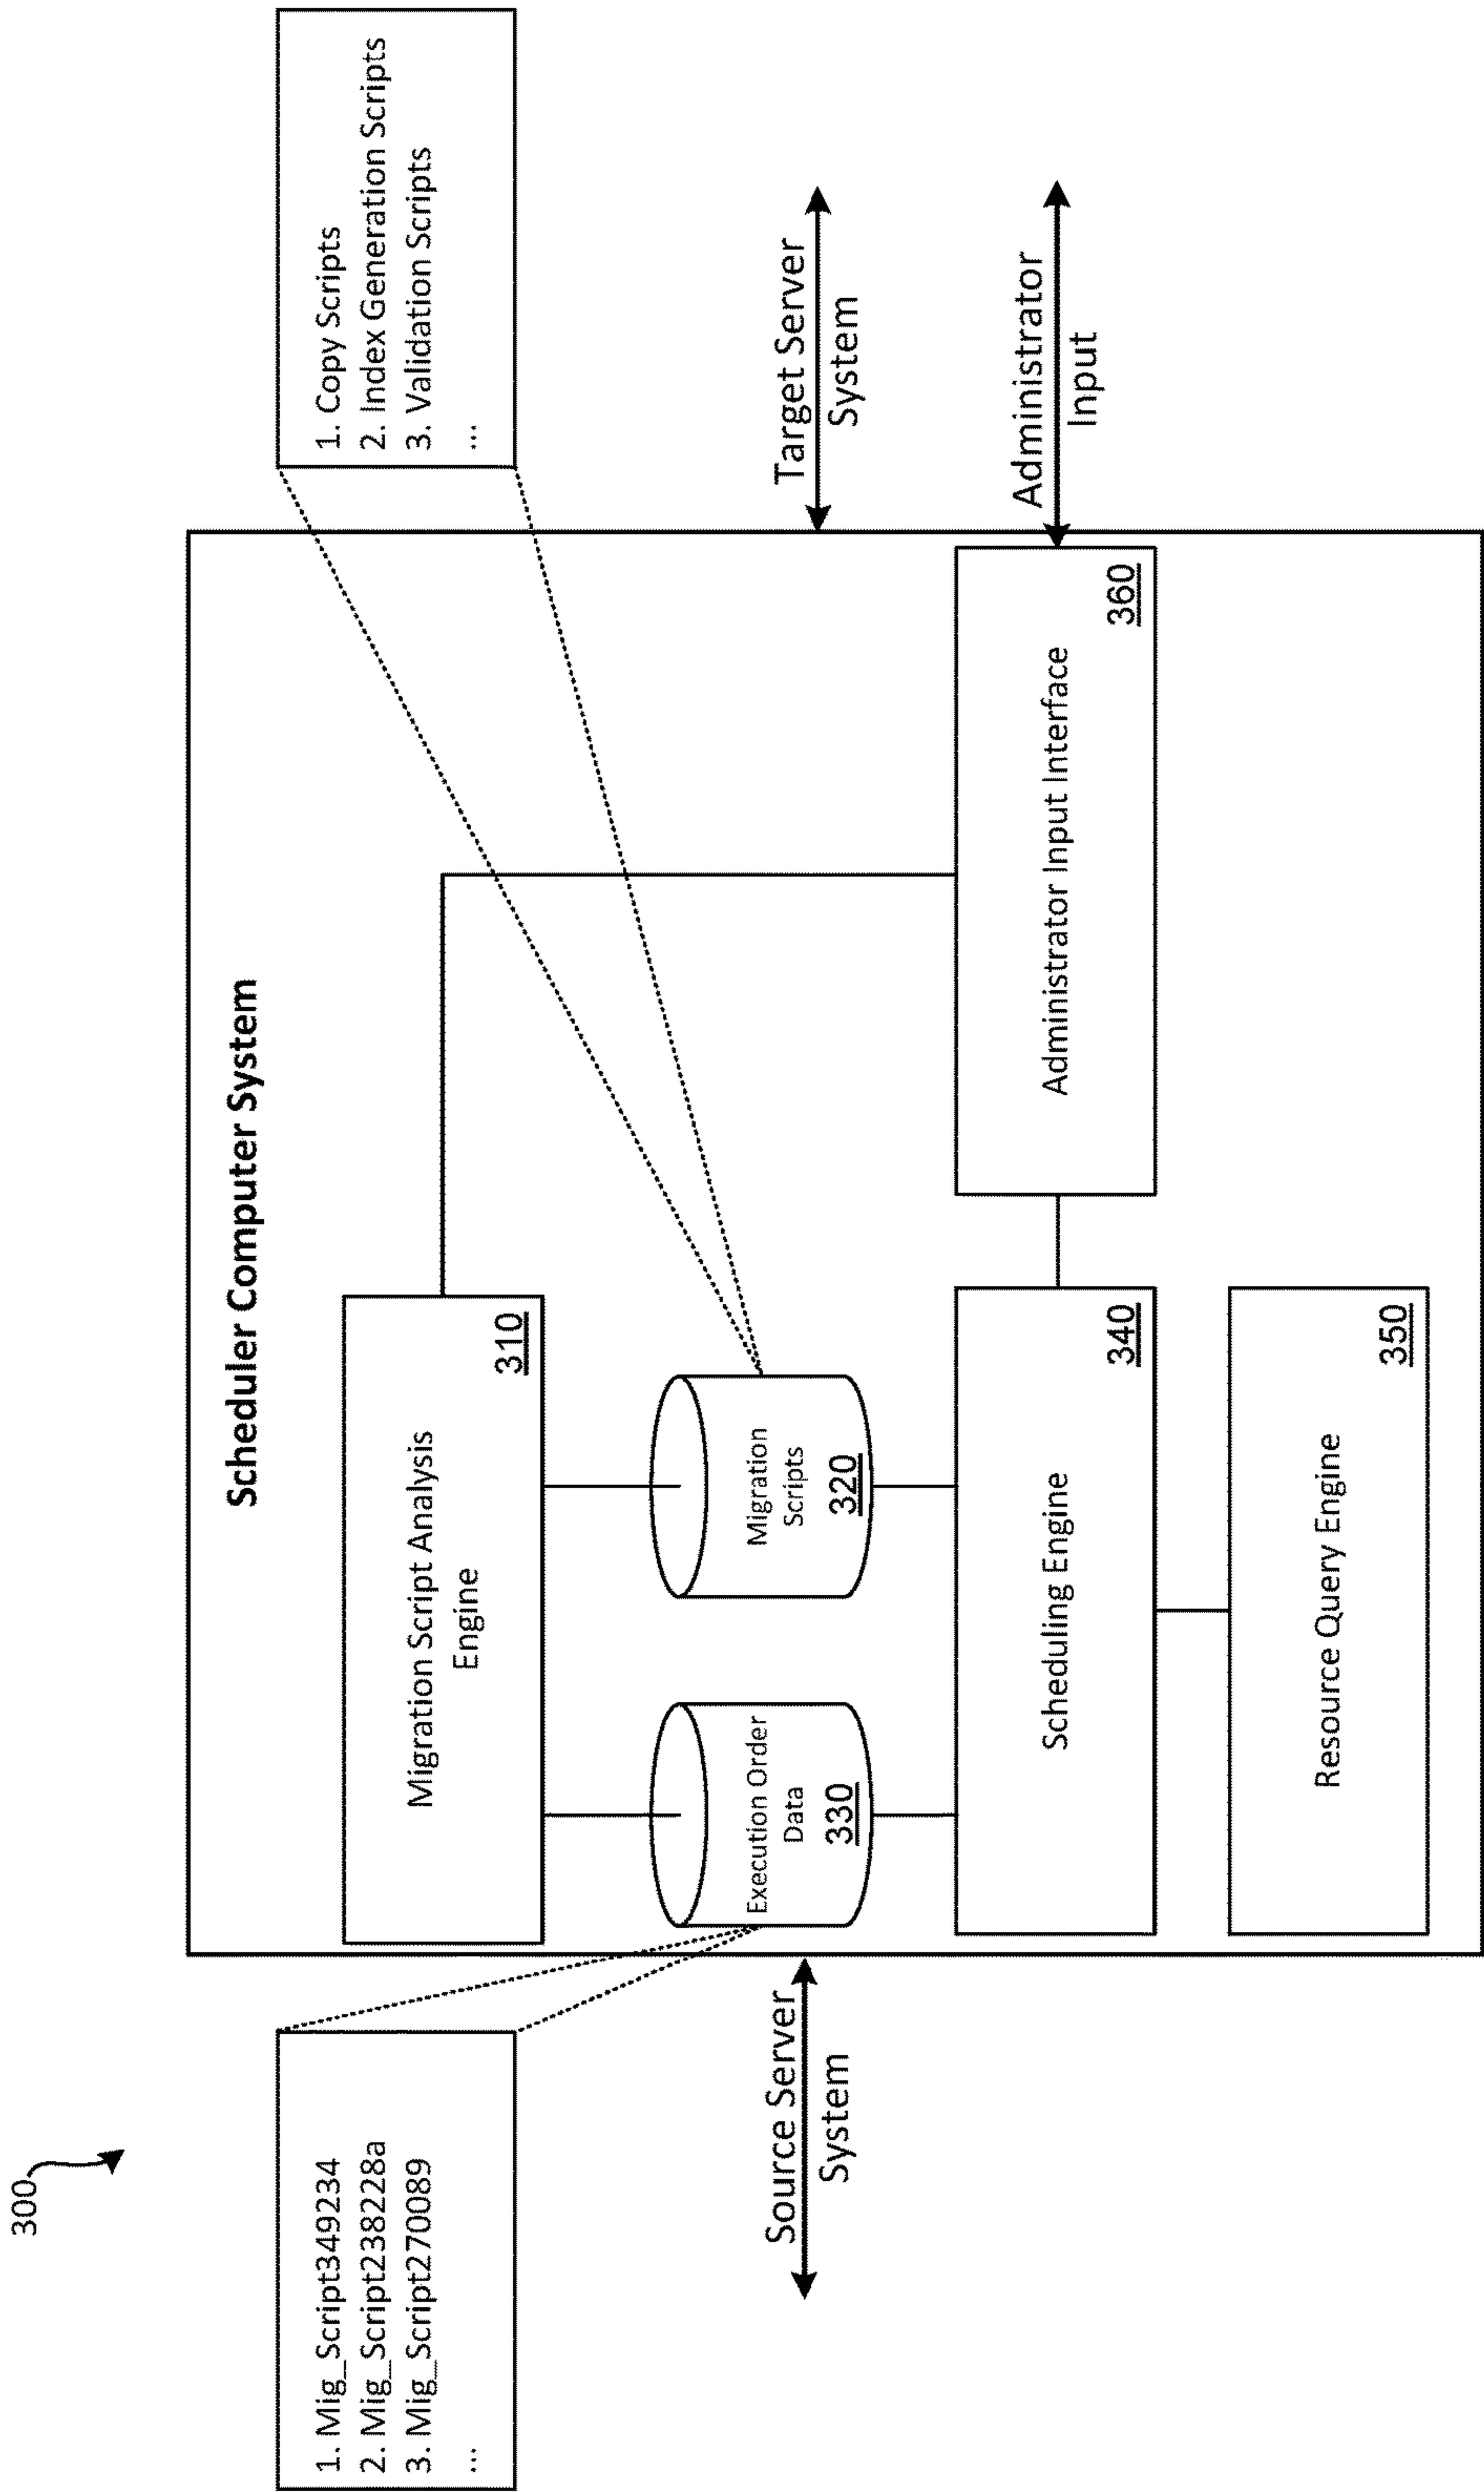 300
Scheduler Computer System
1. Mig_Script349234
2. Mig_Script238228a
3. Mig_Script270089
...
1. Copy Scripts
2. Index Generation Scripts
3. Validation Scripts
...
Migration Script Analysis
Engine
310
Execution Order
Data
330
Migration
Scripts
320
Source Server
System
Target Server
System
Scheduling Engine
340
Administrator Input Interface
360
Administrator
Input
Resource Query Engine
350